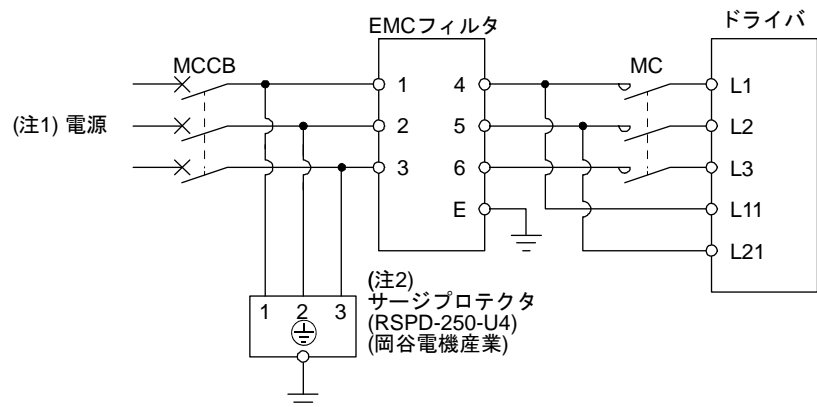 EMCフィルタ
ドライバ
MCCB
MC
1
4
L1
(注1) 電源
2
5
L2
3
6
L3
E
L11
L21
(注2)
サージプロテクタ
(RSPD-250-U4)
(岡谷電機産業)
1 2 3